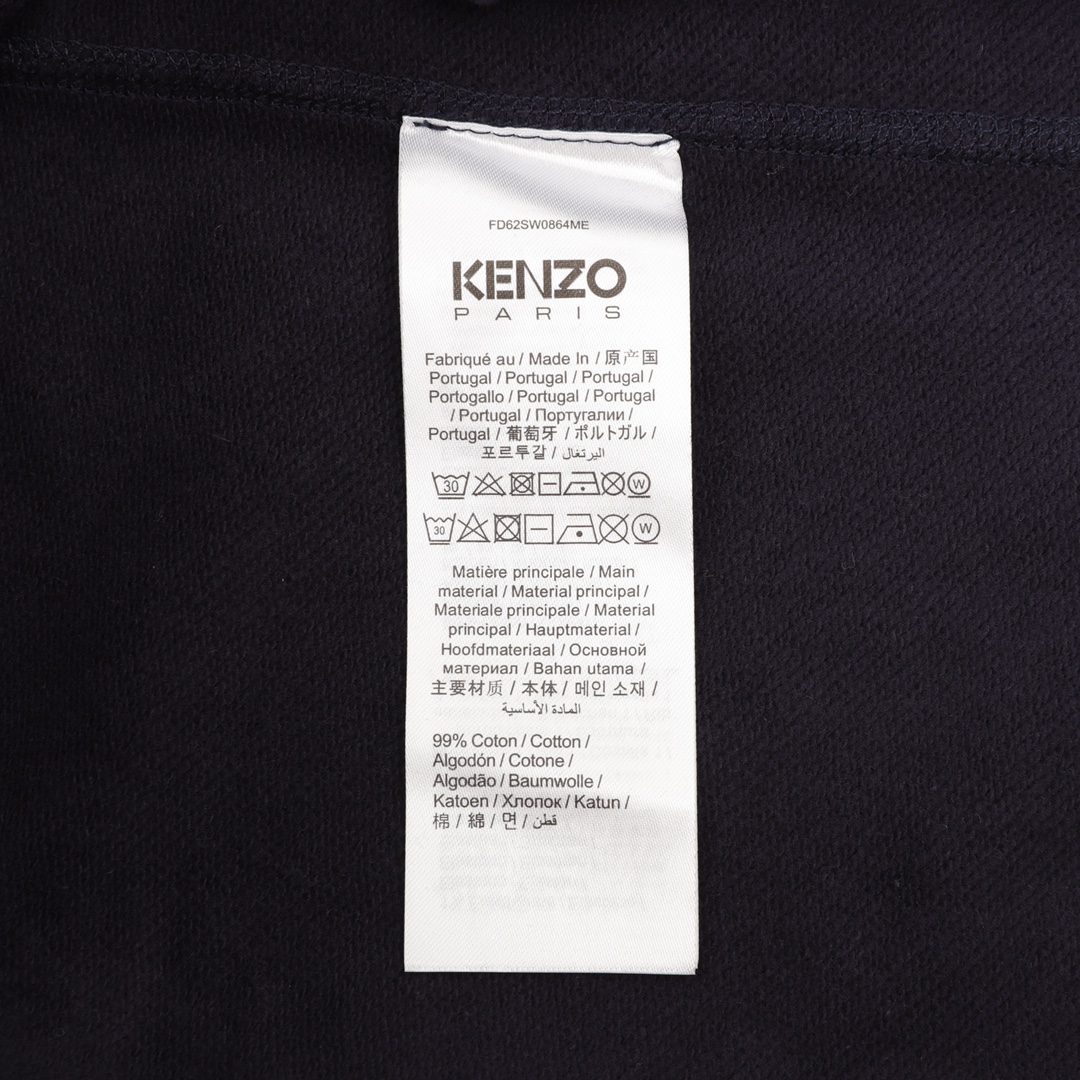 FD62SW0864ME
KENZO
PARIS
Fabriqué au / Made In / 原产国
Portugal / Portugal / Portugal /
Portogallo / Portugal / Portugal
/ Portugal / Португалии /
Portugal / 葡萄牙 / ポルトガル /
포르투갈 / البرتغال
30 W
30 W
Matière principale / Main
material / Material principal /
Materiale principale / Material
principal / Hauptmaterial /
Hoofdmateriaal / Основной
материал / Bahan utama /
主要材质 / 本体 / 메인 소재 /
المادة الأساسية
99% Coton / Cotton /
Algodón / Cotone /
Algodão / Baumwolle /
Katoen / Хлопок / Katun /
棉 / 綿 / 면 / قطن